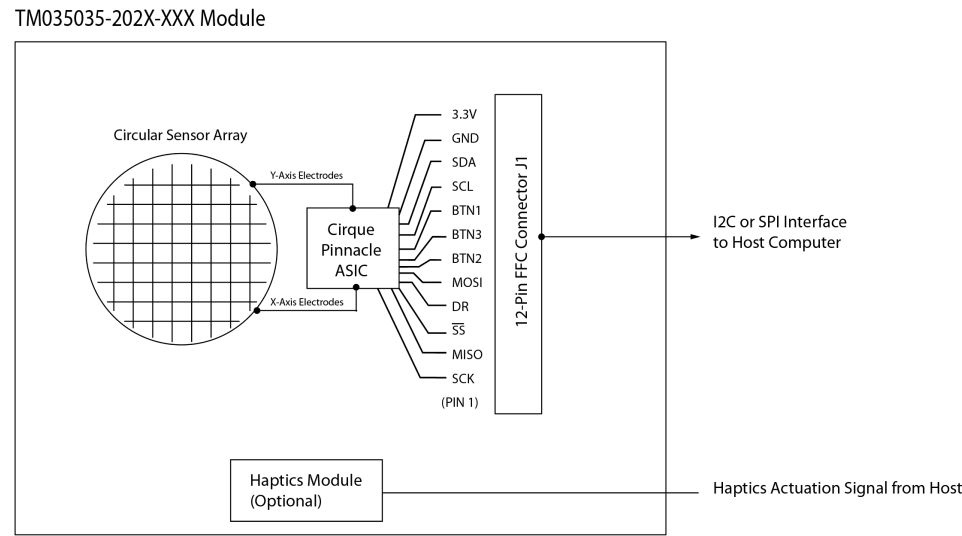 TM035035-202X-XXX Module
Circular Sensor Array
Y-Axis Electrodes
X-Axis Electrodes
Cirque
Pinnacle
ASIC
3.3V
GND
SDA
SCL
BTN1
BTN3
BTN2
MOSI
DR
S̅S̅
MISO
SCK
(PIN 1)
12-Pin FFC Connector J1
I2C or SPI Interface
to Host Computer
Haptics Module
(Optional)
Haptics Actuation Signal from Host